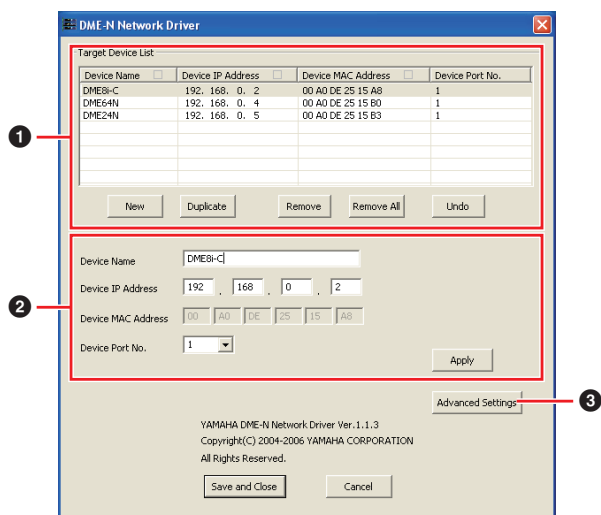 DME-N Network Driver
Target Device List
Device Name Device IP Address Device MAC Address Device Port No.
DME8i-C 192. 168. 0. 2 00 A0 DE 25 15 A8 1
DME64N 192. 168. 0. 4 00 A0 DE 25 15 B0 1
DME24N 192. 168. 0. 5 00 A0 DE 25 15 B3 1
1
New Duplicate Remove Remove All Undo
Device Name DME8i-C
Device IP Address 192 . 168 . 0 . 2
2
Device MAC Address 00 A0 DE 25 15 A8
Device Port No. 1
Apply
Advanced Settings 3
YAMAHA DME-N Network Driver Ver.1.1.3
Copyright(C) 2004-2006 YAMAHA CORPORATION
All Rights Reserved.
Save and Close Cancel